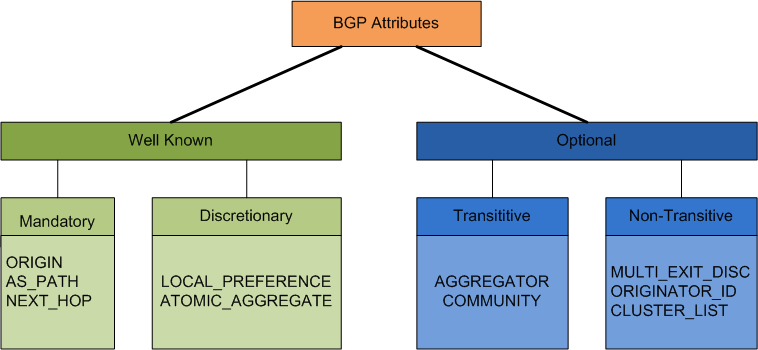 BGP Attributes
Well Known
Optional
Mandatory
ORIGIN
AS_PATH
NEXT_HOP
Discretionary
LOCAL_PREFERENCE
ATOMIC_AGGREGATE
Transititive
AGGREGATOR
COMMUNITY
Non-Transitive
MULTI_EXIT_DISC
ORIGINATOR_ID
CLUSTER_LIST